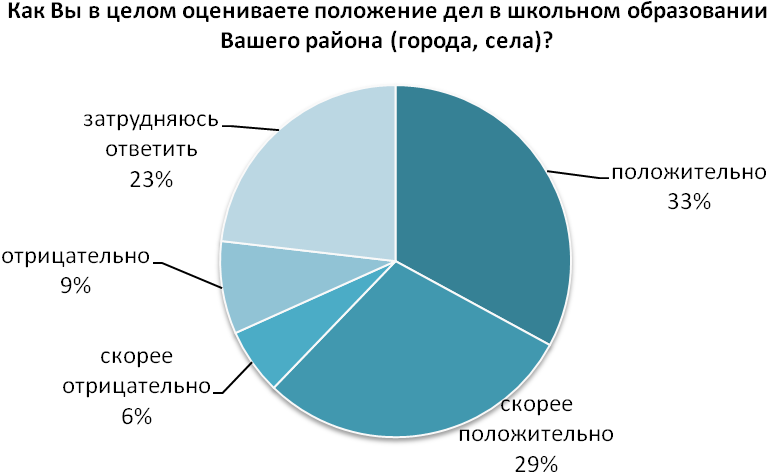 Как Вы в целом оцениваете положение дел в школьном образовании
Вашего района (города, села)?
затрудняюсь
ответить
23%
положительно
33%
отрицательно
9%
скорее
отрицательно
6%
скорее
положительно
29%